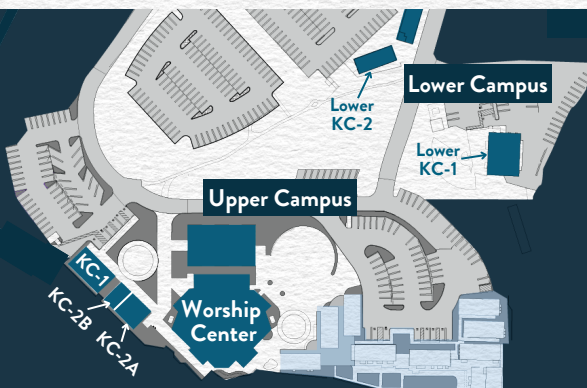 Lower
KC-2
Lower Campus
Lower
KC-1
Upper Campus
KC-1
KC-2B
KC-2A
Worship
Center